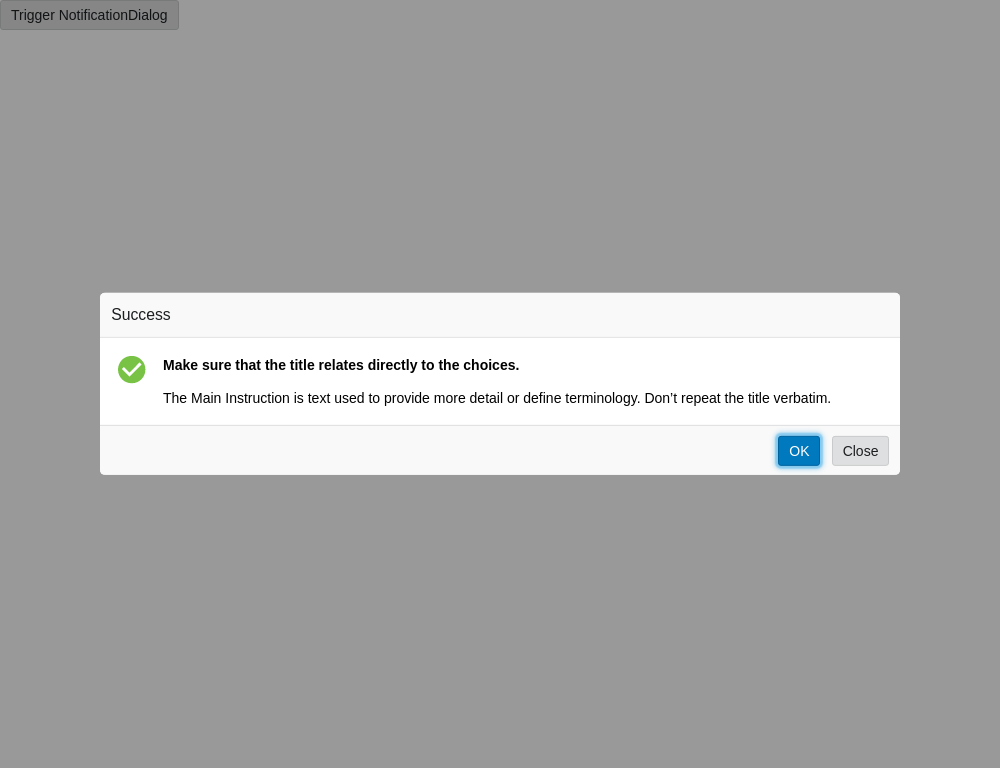 Trigger NotificationDialog
Success
Make sure that the title relates directly to the choices.
The Main Instruction is text used to provide more detail or define terminology. Don’t repeat the title verbatim.
OK Close